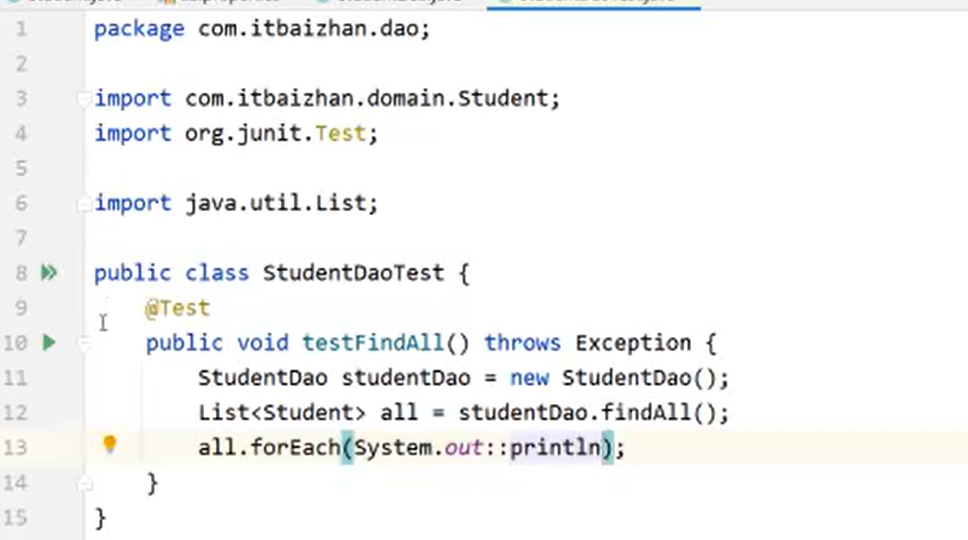 1 package com.itbaizhan.dao;
2
3 import com.itbaizhan.domain.Student;
4 import org.junit.Test;
5
6 import java.util.List;
7
8 public class StudentDaoTest {
9 @Test
10 public void testFindAll() throws Exception {
11 StudentDao studentDao = new StudentDao();
12 List<Student> all = studentDao.findAll();
13 all.forEach(System.out::println);
14 }
15 }